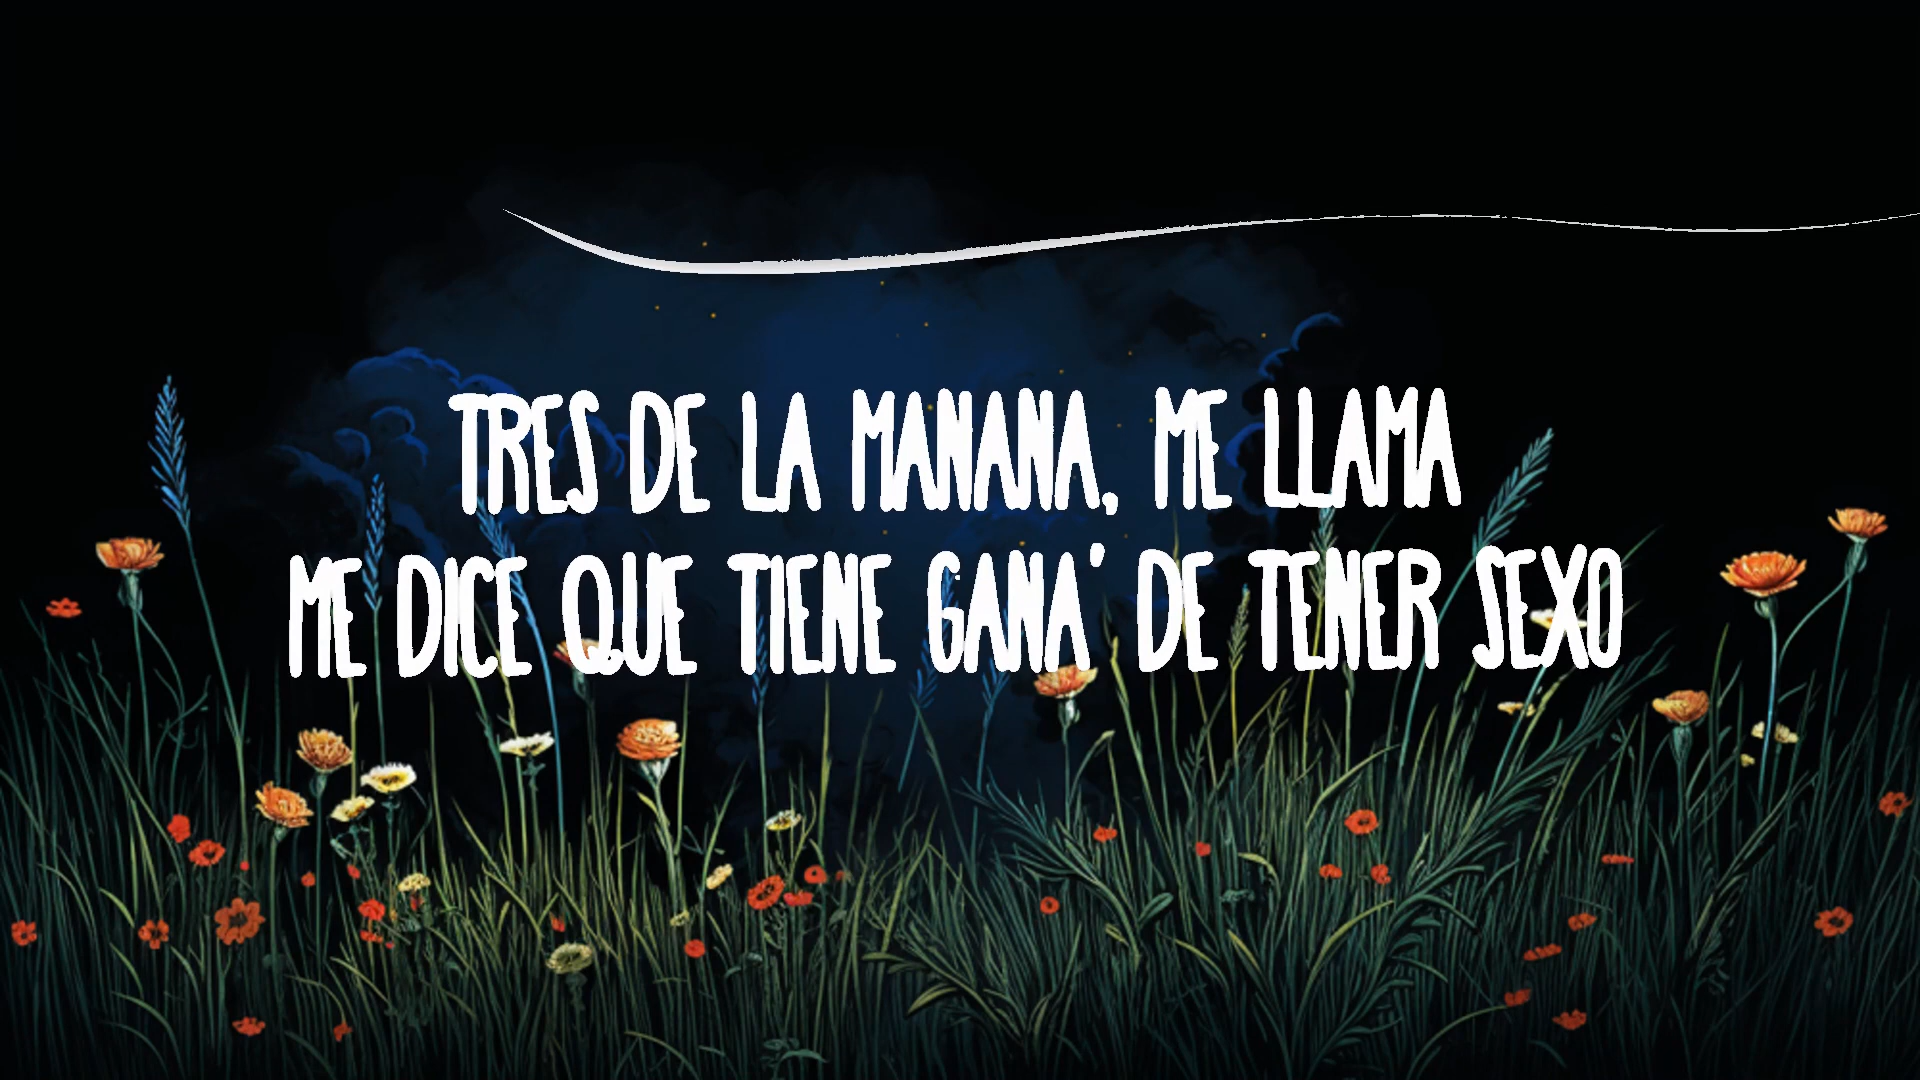 TRES DE LA MANANA, ME LLAMA
ME DICE QUE TIENE GANA' DE TENER SEXO